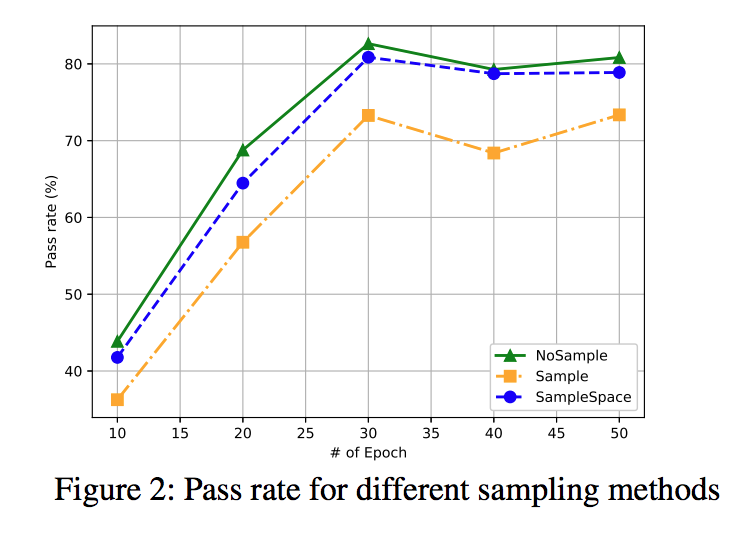 80
70
60
50
40
Pass rate (%)
NoSample
Sample
SampleSpace
10 15 20 25 30 35 40 45 50
# of Epoch
Figure 2: Pass rate for different sampling methods